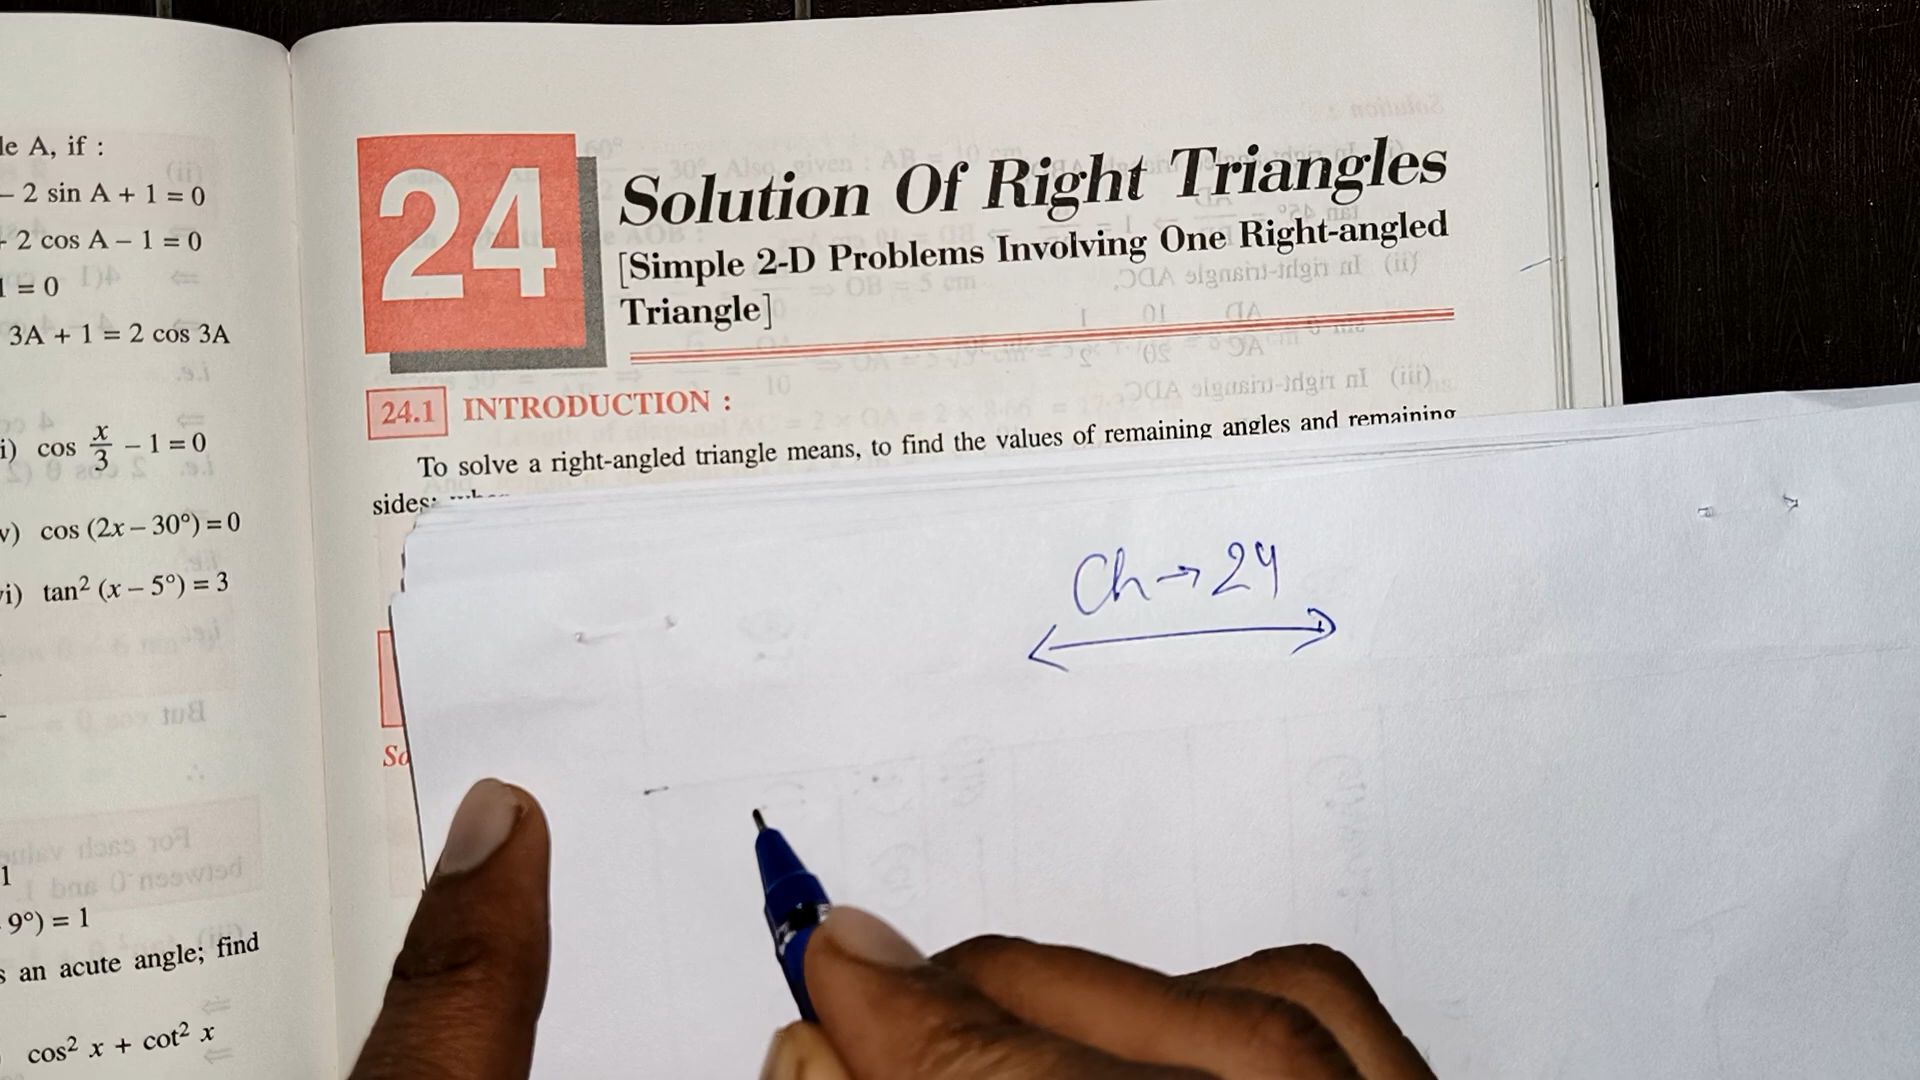 le A, if :
– 2 sin A + 1 = 0
+ 2 cos A – 1 = 0
1 = 0
3A + 1 = 2 cos 3A
i) cos x/3 – 1 = 0
v) cos (2x – 30°) = 0
vi) tan² (x – 5°) = 3
1
9°) = 1
s an acute angle; find
cos² x + cot² x
24
Solution Of Right Triangles
[Simple 2-D Problems Involving One Right-angled
Triangle]
24.1 INTRODUCTION :
To solve a right-angled triangle means, to find the values of remaining angles and remaining
sides;
So
Ch → 24